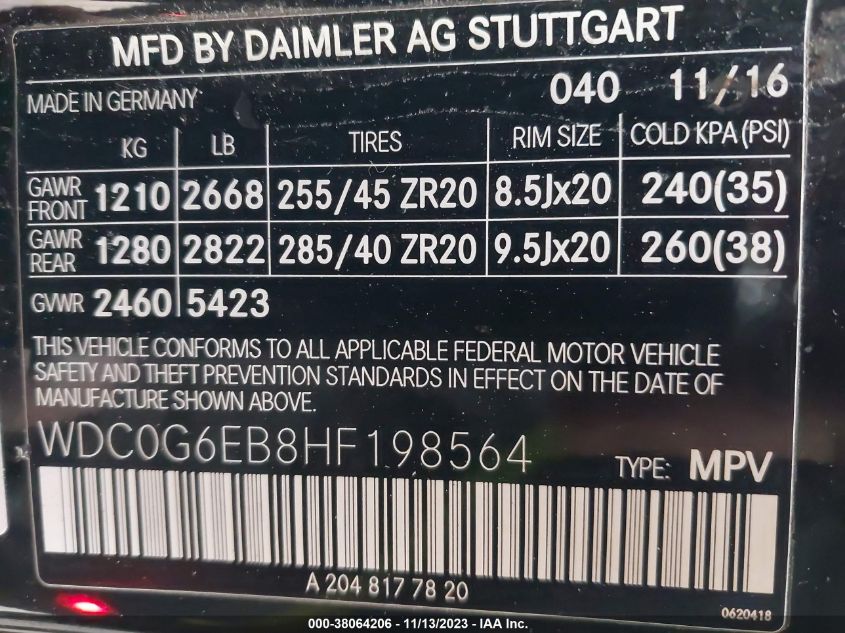 MFD BY DAIMLER AG STUTTGART
MADE IN GERMANY 040 11/16
KG LB TIRES RIM SIZE COLD KPA (PSI)
GAWR FRONT 1210 2668 255/45 ZR20 8.5Jx20 240(35)
GAWR REAR 1280 2822 285/40 ZR20 9.5Jx20 260(38)
GVWR 2460 5423
THIS VEHICLE CONFORMS TO ALL APPLICABLE FEDERAL MOTOR VEHICLE
SAFETY AND THEFT PREVENTION STANDARDS IN EFFECT ON THE DATE OF
MANUFACTURE SHOWN ABOVE.
WDC0G6EB8HF198564 TYPE: MPV
A 204 817 78 20
0620418
000-38064206 - 11/13/2023 - IAA Inc.